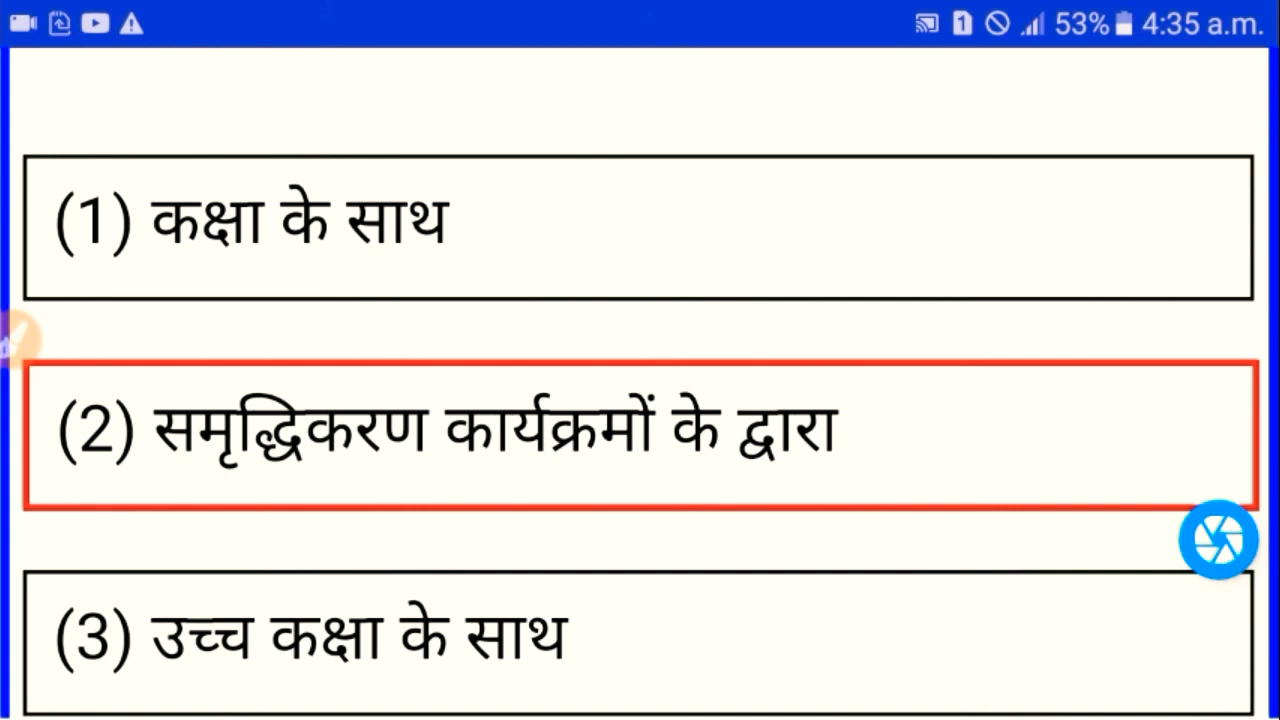 53% 4:35 a.m.
(1) कक्षा के साथ
(2) समृद्धिकरण कार्यक्रमों के द्वारा
(3) उच्च कक्षा के साथ